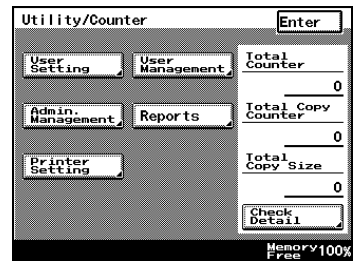 Utility/Counter
Enter
User
Setting
User
Management
Total
Counter
0
Admin.
Management
Reports
Total Copy
Counter
0
Printer
Setting
Total
Copy Size
0
Check
Detail
Memory
Free 100%